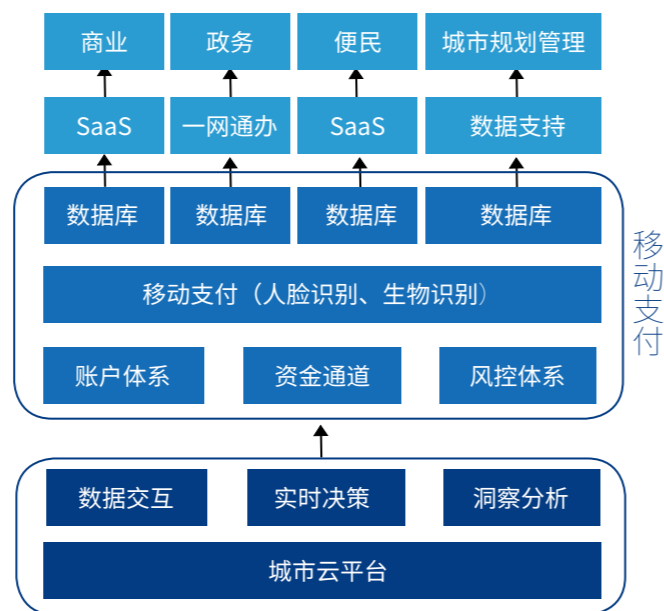 商业 政务 便民 城市规划管理
SaaS 一网通办 SaaS 数据支持
数据库 数据库 数据库 数据库
移动支付（人脸识别、生物识别）
账户体系 资金通道 风控体系
移动支付
数据交互 实时决策 洞察分析
城市云平台